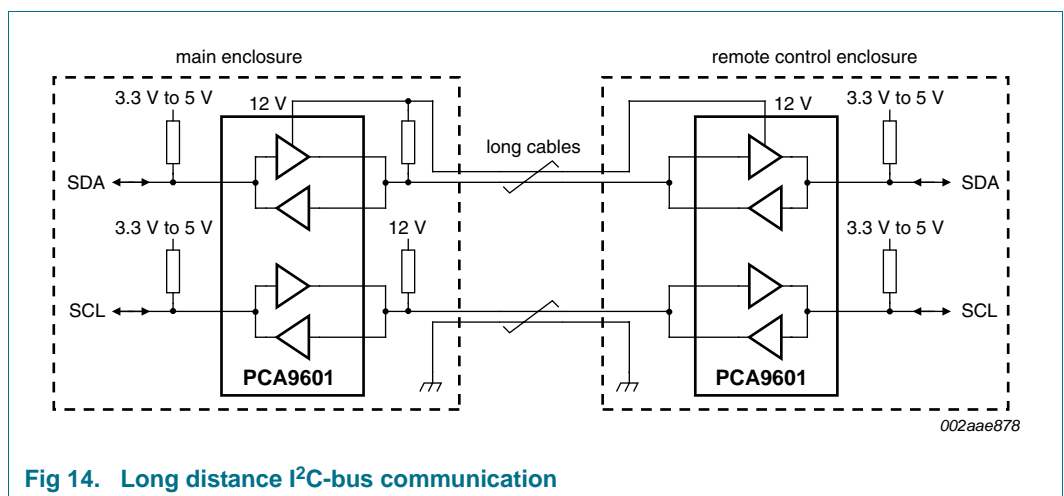 main enclosure
remote control enclosure
3.3 V to 5 V
12 V
12 V
3.3 V to 5 V
long cables
SDA
SDA
3.3 V to 5 V
12 V
3.3 V to 5 V
SCL
SCL
PCA9601
PCA9601
002aae878
Fig 14. Long distance I²C-bus communication